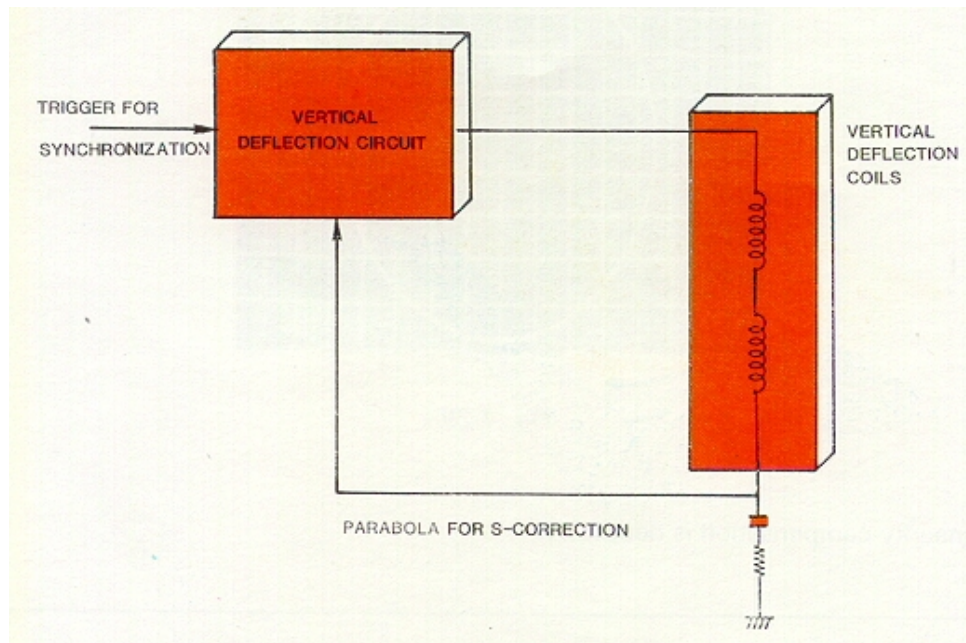 TRIGGER FOR
SYNCHRONIZATION
VERTICAL
DEFLECTION CIRCUIT
VERTICAL
DEFLECTION
COILS
PARABOLA FOR S-CORRECTION